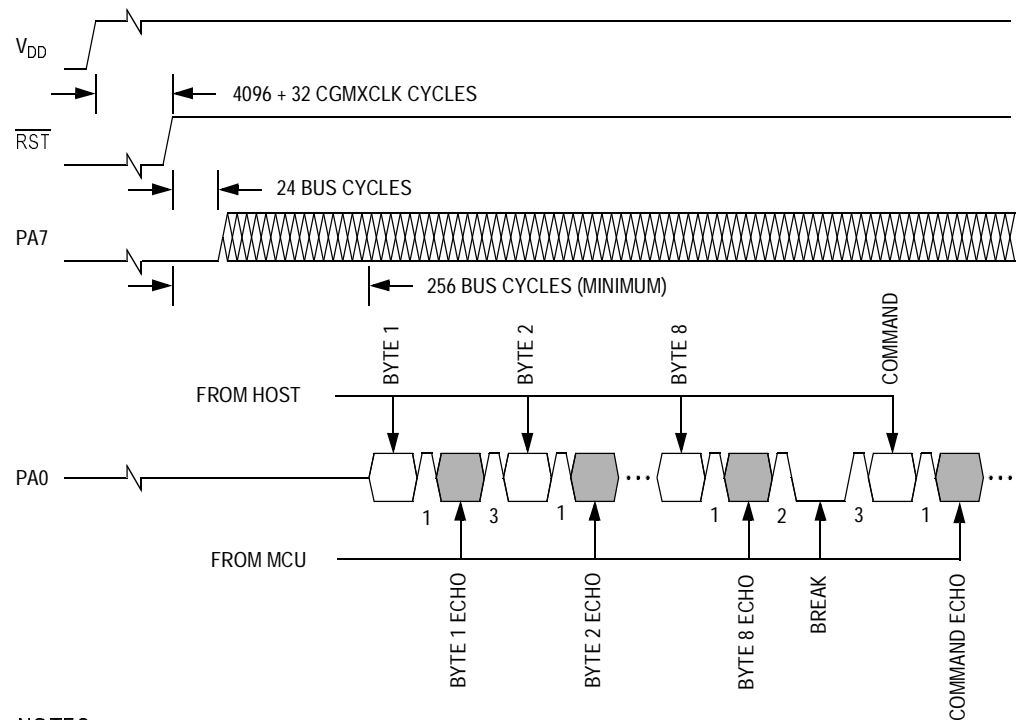 VDD
4096 + 32 CGMXCLK CYCLES
RST
24 BUS CYCLES
PA7
256 BUS CYCLES (MINIMUM)
BYTE 1
BYTE 2
BYTE 8
COMMAND
FROM HOST
PA0
1
3
1
1
2
3
1
FROM MCU
BYTE 1 ECHO
BYTE 2 ECHO
BYTE 8 ECHO
BREAK
COMMAND ECHO